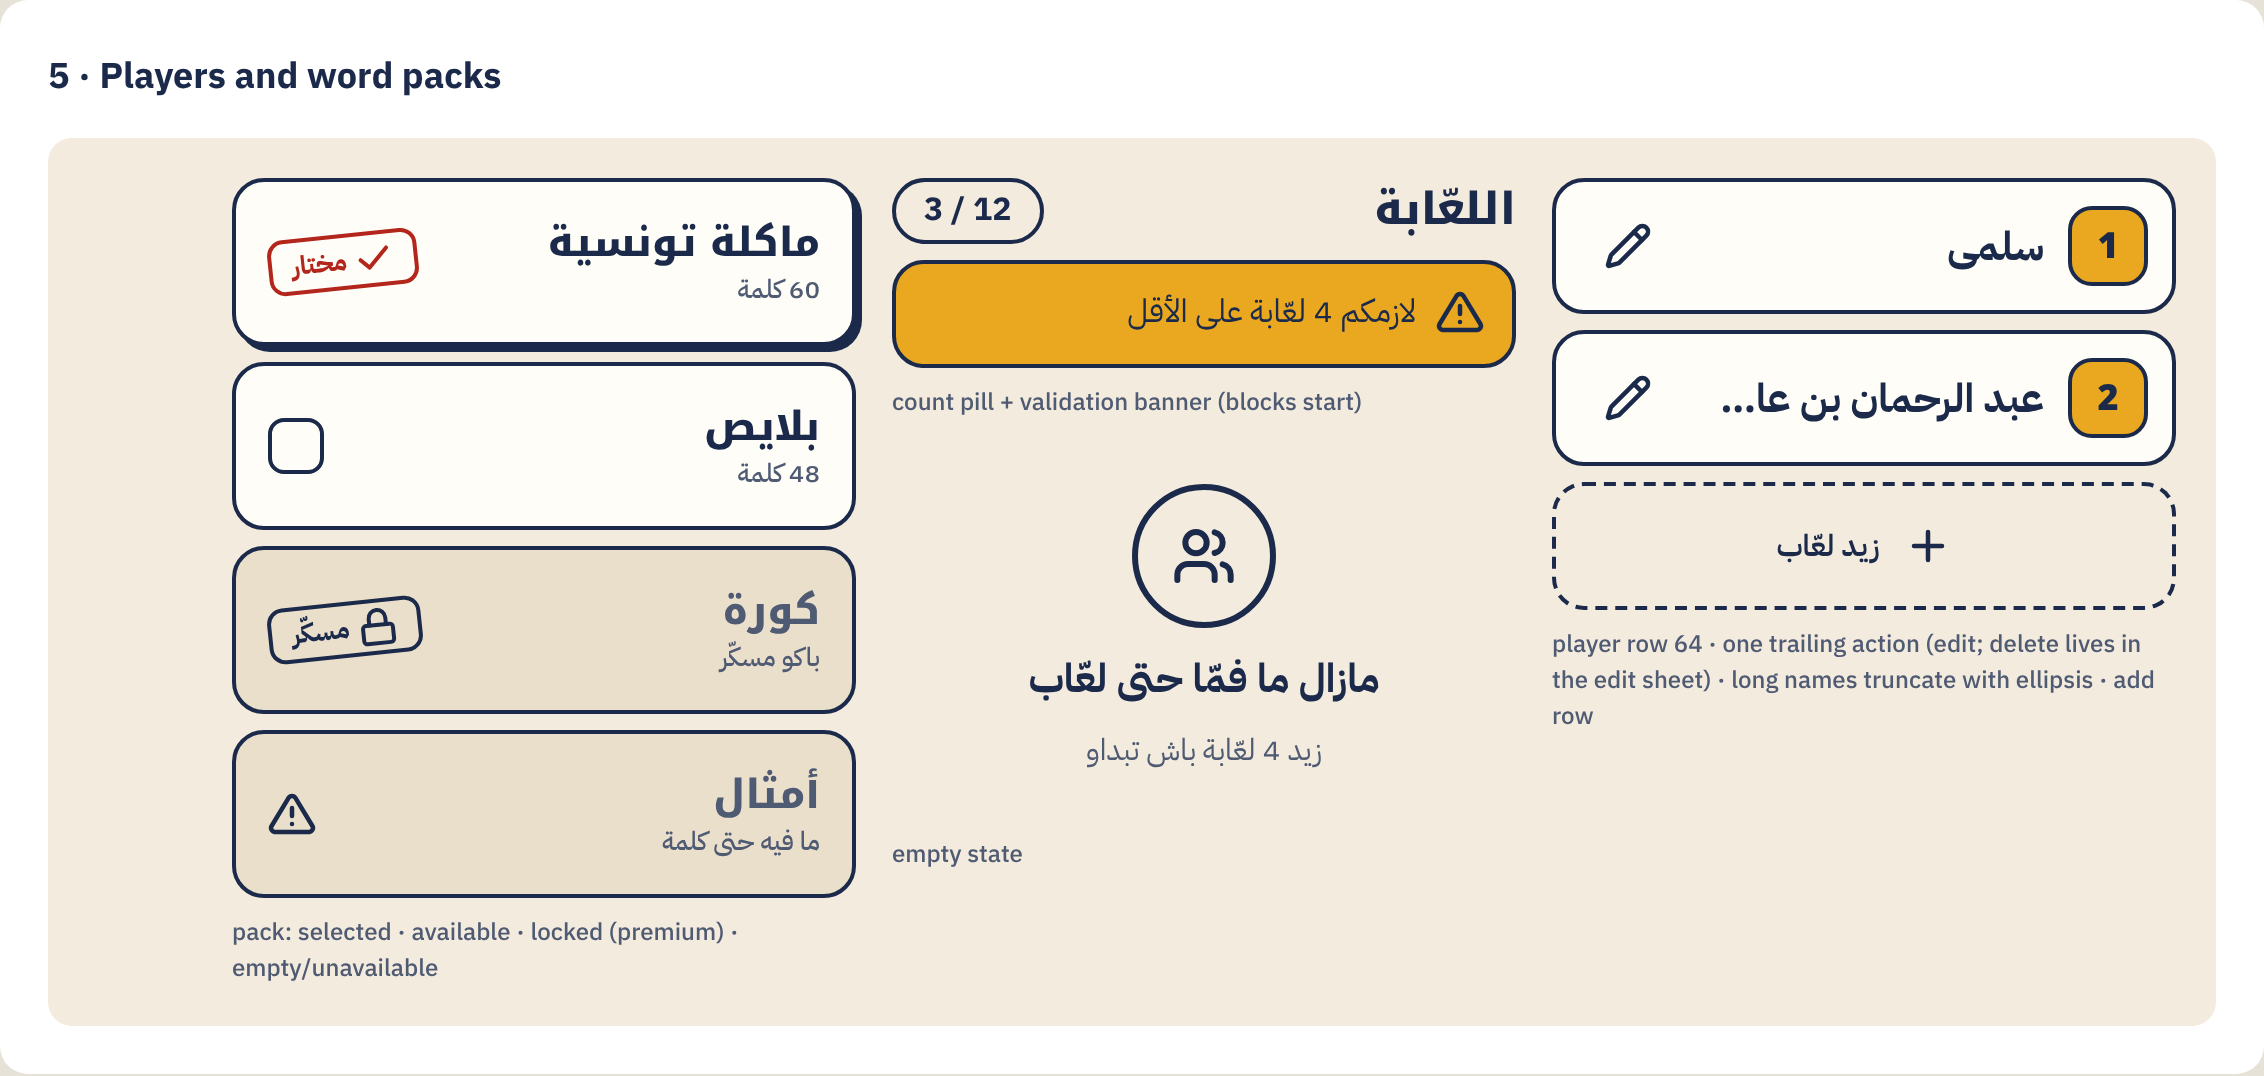 5 · Players and word packs
1
سلمى
2
عبد الرحمان بن عا...
زيد لعّاب
player row 64 · one trailing action (edit; delete lives in
the edit sheet) · long names truncate with ellipsis · add
row
اللعّابة
3 / 12
لازمكم 4 لعّابة على الأقل
count pill + validation banner (blocks start)
مازال ما فمّا حتى لعّاب
زيد 4 لعّابة باش تبداو
empty state
ماكلة تونسية
60 كلمة
مختار
بلايص
48 كلمة
كورة
باكو مسكّر
مسكّر
أمثال
ما فيه حتى كلمة
pack: selected · available · locked (premium) ·
empty/unavailable